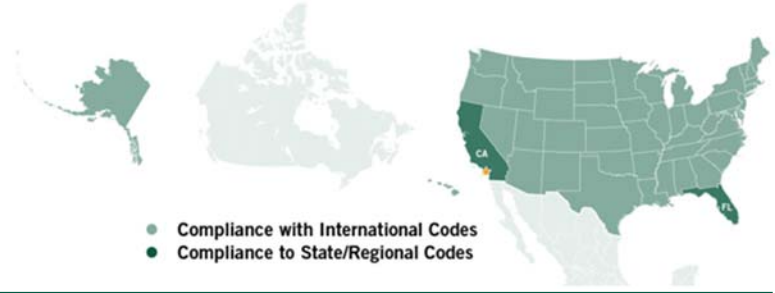 CA
FL
Compliance with International Codes
Compliance to State/Regional Codes